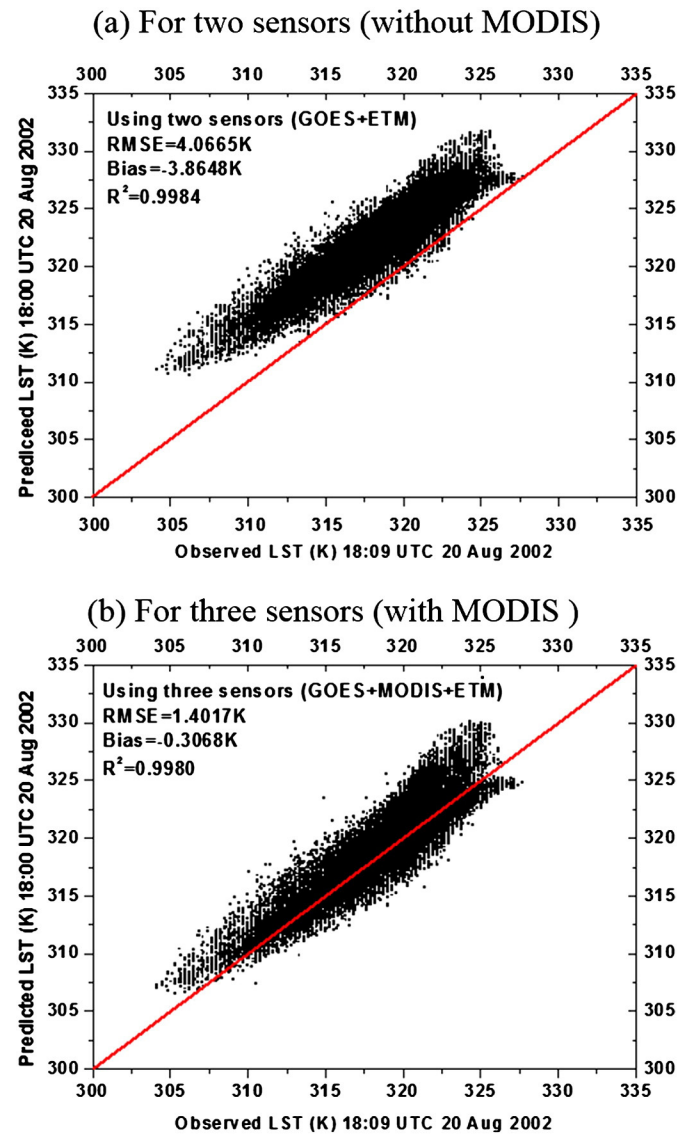 (a) For two sensors (without MODIS)
300 305 310 315 320 325 330 335
335 335
Using two sensors (GOES+ETM)
RMSE=4.0665K
330 330
Bias=-3.8648K
R²=0.9984
325 325
320 320
315 315
310 310
305 305
300 300
Prediceed LST (K) 18:00 UTC 20 Aug 2002
300 305 310 315 320 325 330 335
Observed LST (K) 18:09 UTC 20 Aug 2002
(b) For three sensors (with MODIS )
300 305 310 315 320 325 330 335
335 335
Using three sensors (GOES+MODIS+ETM)
RMSE=1.4017K
330 330
Bias=-0.3068K
R²=0.9980
325 325
320 320
315 315
310 310
305 305
300 300
Predicted LST (K) 18:00 UTC 20 Aug 2002
300 305 310 315 320 325 330 335
Observed LST (K) 18:09 UTC 20 Aug 2002